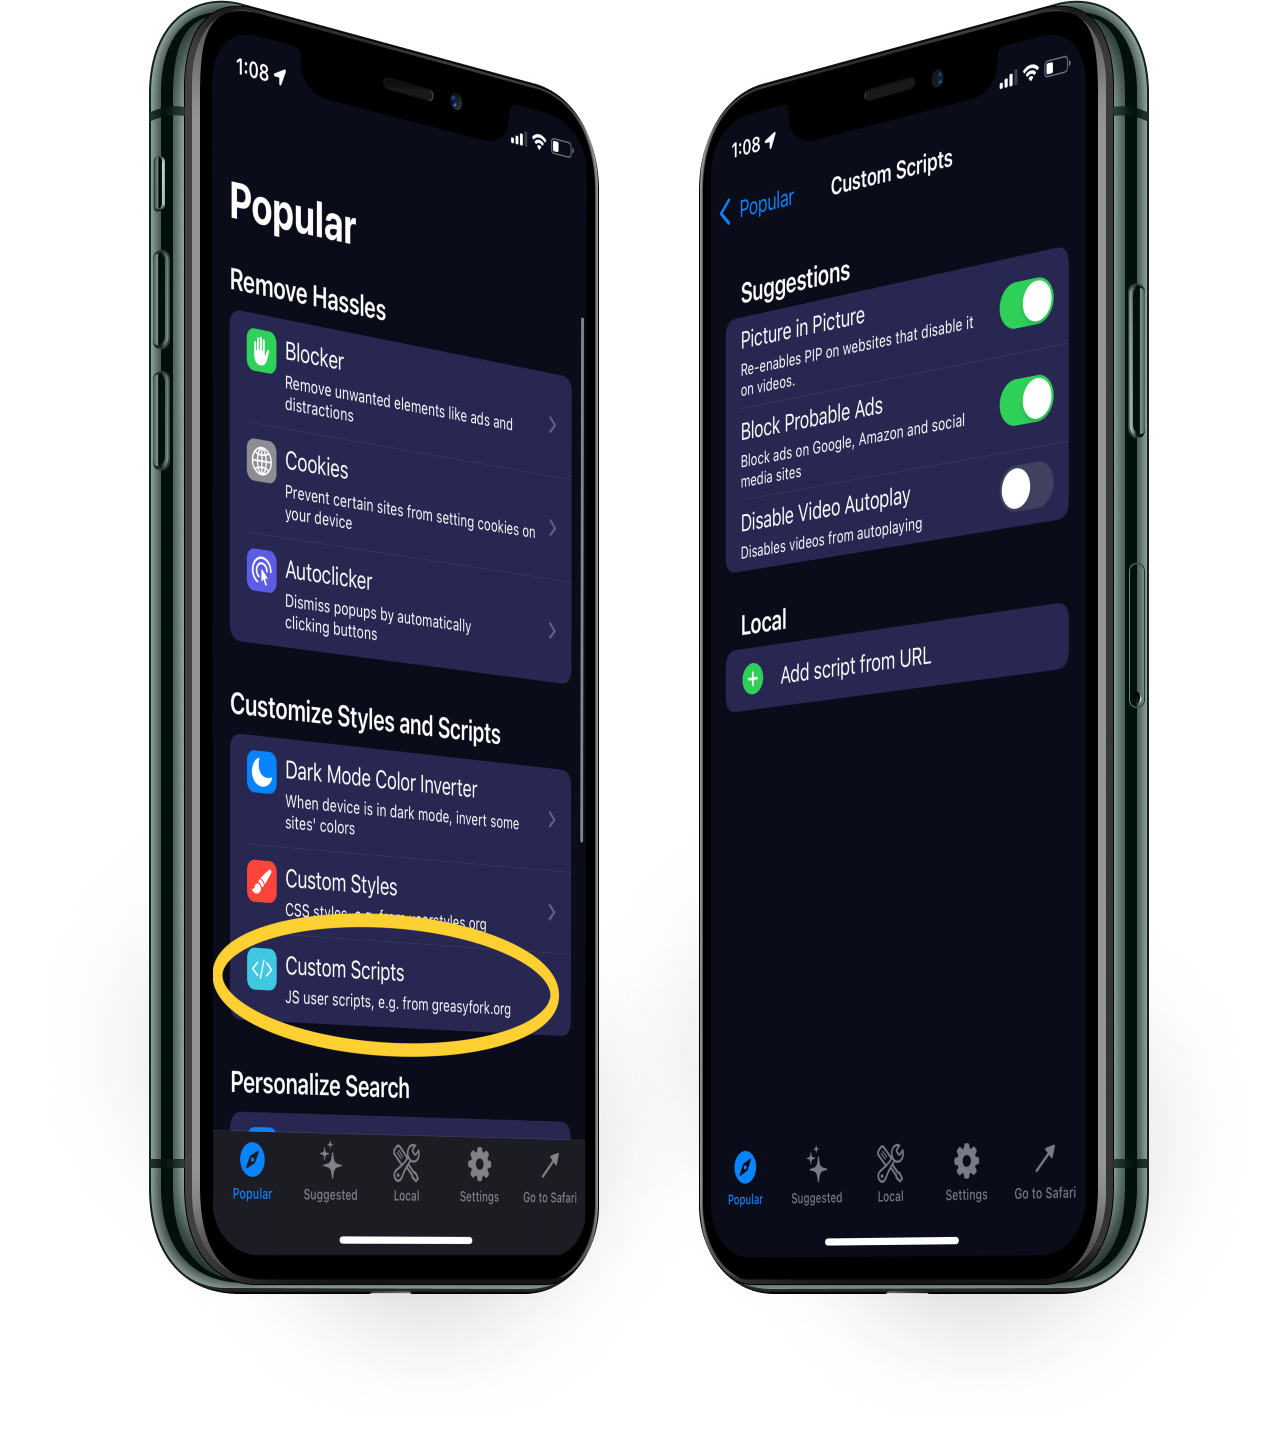 1:08
Popular
Remove Hassles
Blocker
Remove unwanted elements like ads and
distractions
Cookies
Prevent certain sites from setting cookies on
your device
Autoclicker
Dismiss popups by automatically
clicking buttons
Customize Styles and Scripts
Dark Mode Color Inverter
When device is in dark mode, invert some
sites' colors
Custom Styles
CSS styles, e.g. from userstyles.org
Custom Scripts
JS user scripts, e.g. from greasyfork.org
Personalize Search
Popular
Suggested
Local
Settings
Go to Safari
1:08
Popular
Custom Scripts
Suggestions
Picture in Picture
Re-enables PIP on websites that disable it
on videos.
Block Probable Ads
Block ads on Google, Amazon and social
media sites
Disable Video Autoplay
Disables videos from autoplaying
Local
Add script from URL
Popular
Suggested
Local
Settings
Go to Safari